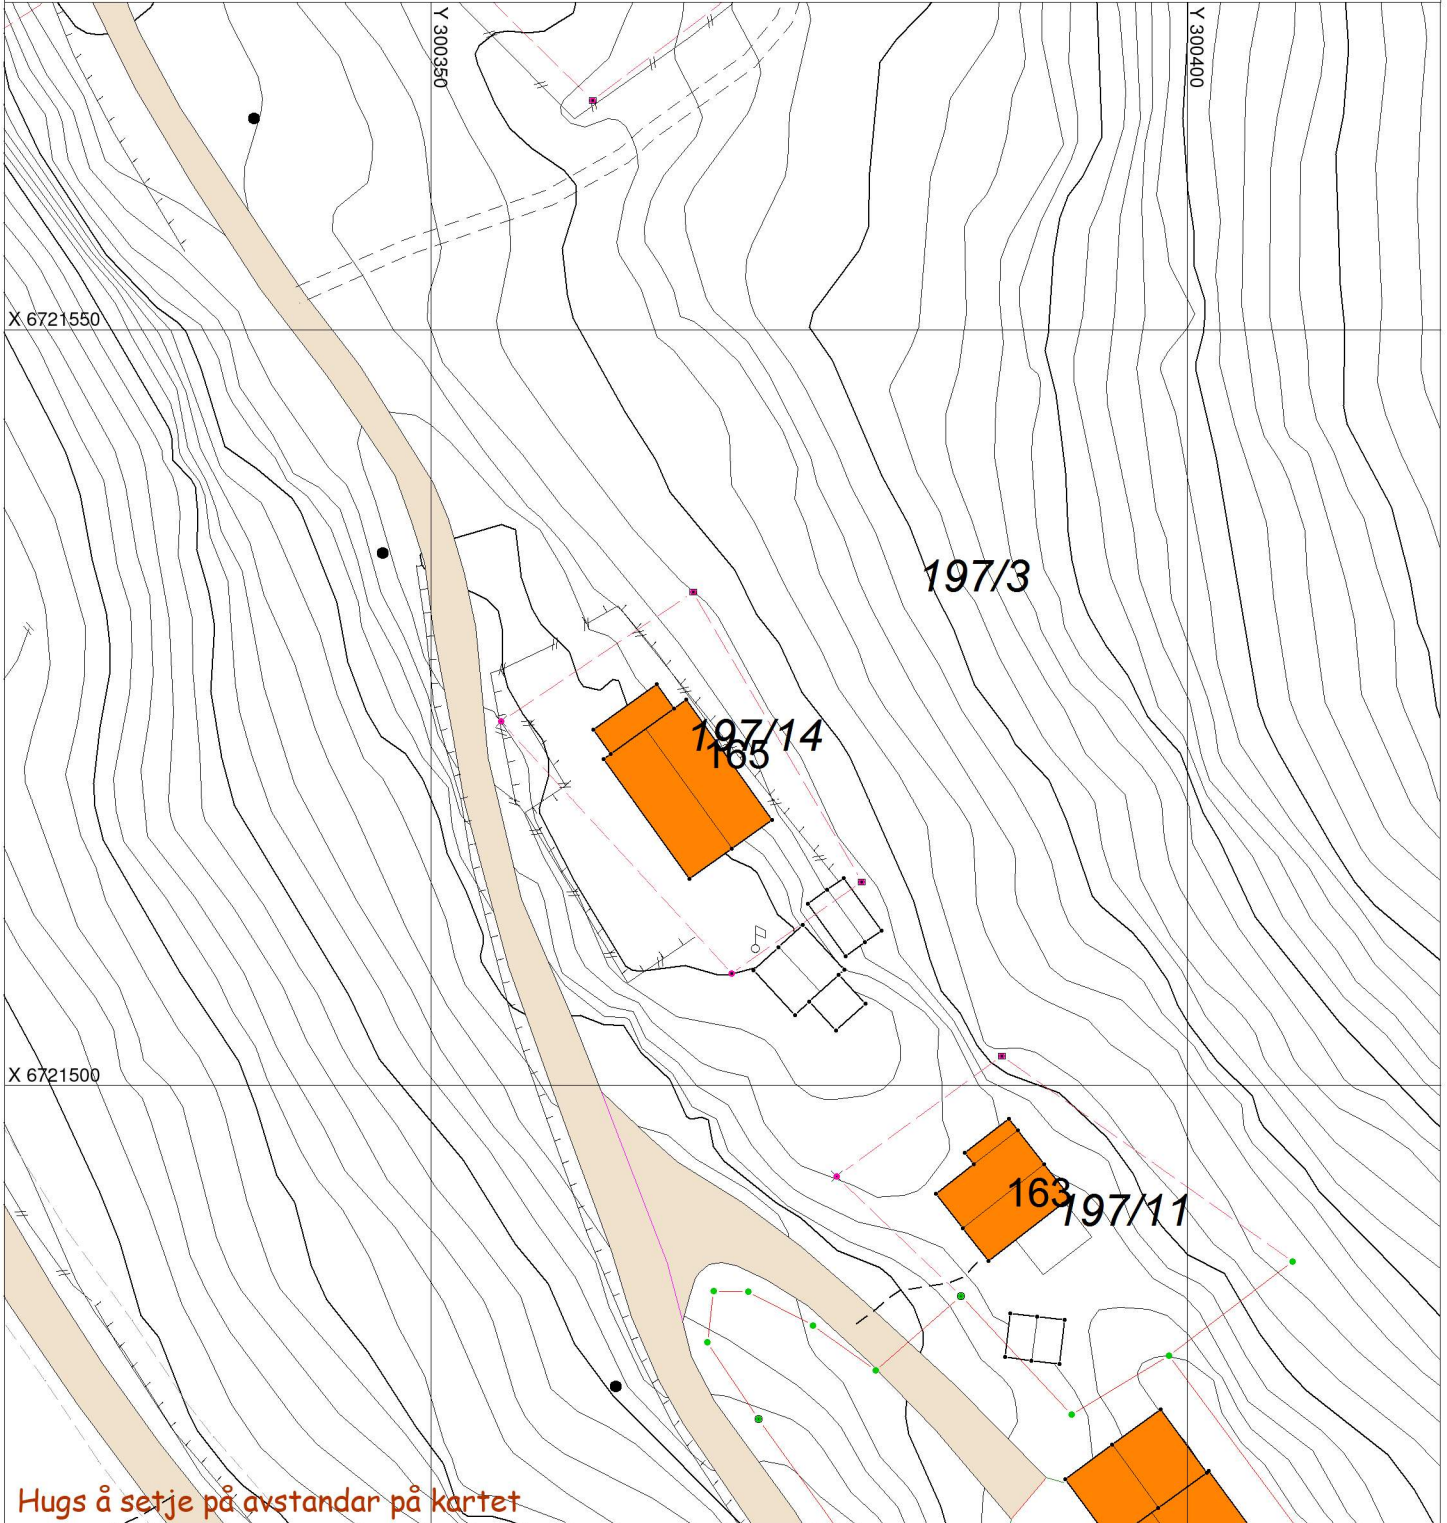 Y 300350
Y 300400
X 6721550
197/3
197/14
165
X 6721500
163
197/11
Hugs å setje på avstandar på kartet